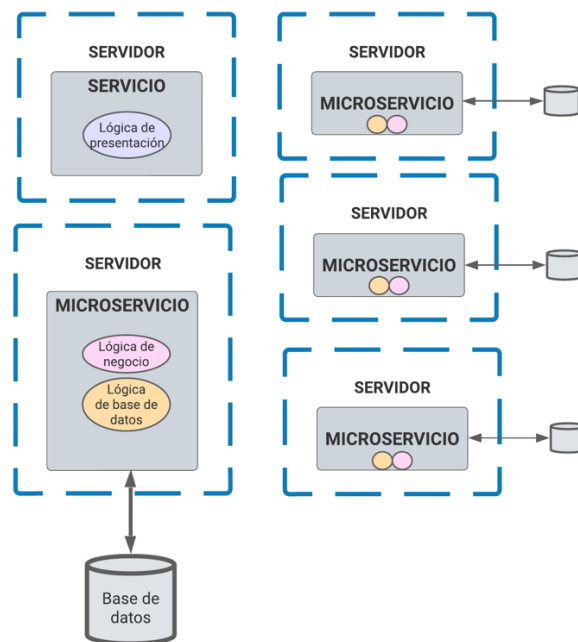 SERVIDOR
SERVICIO
Lógica de
presentación
SERVIDOR
MICROSERVICIO
Lógica de
negocio
Lógica
de base de
datos
Base de
datos
SERVIDOR
MICROSERVICIO
SERVIDOR
MICROSERVICIO
SERVIDOR
MICROSERVICIO